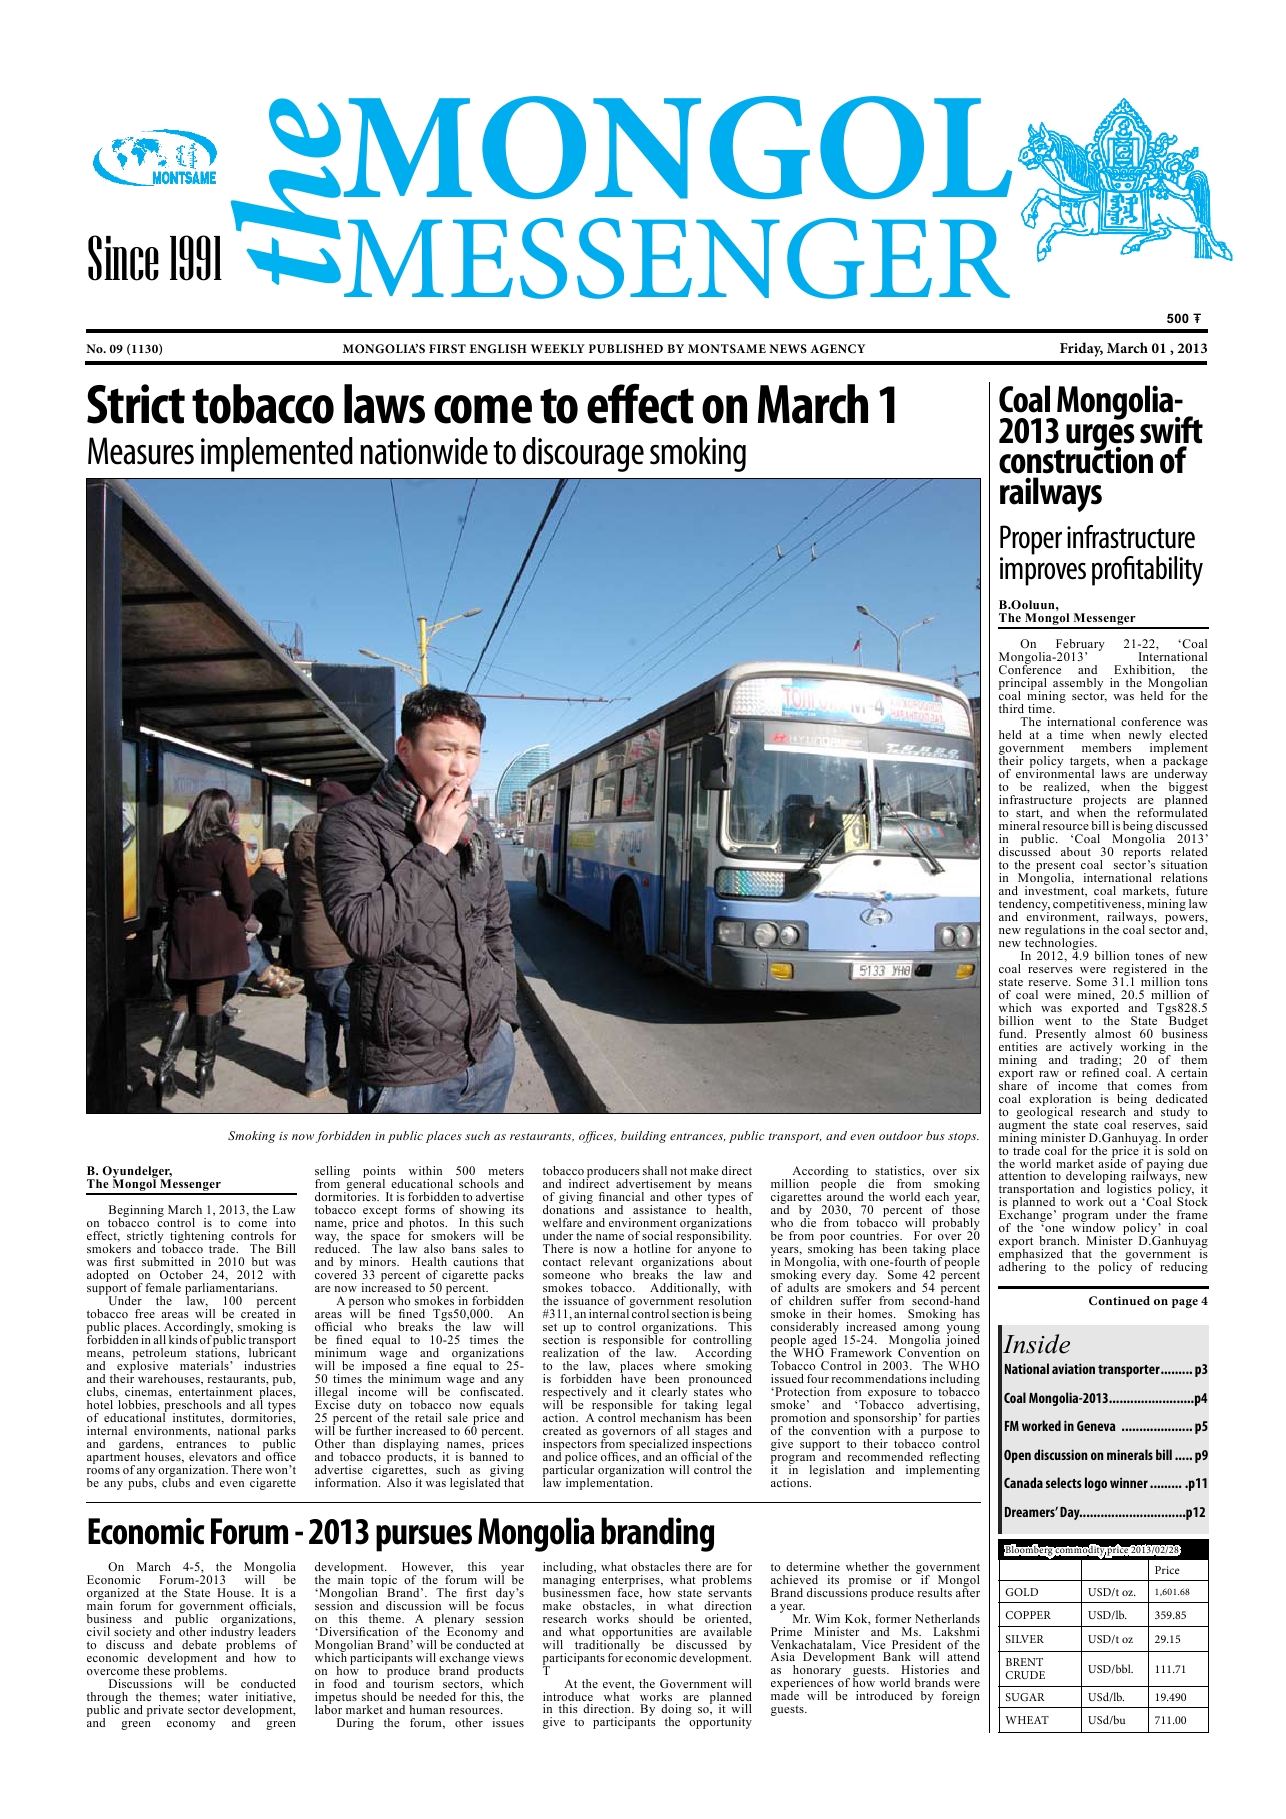 MONTSAME
Since 1991
the
MONGOL
MESSENGER
500 ₮
No. 09 (1130)
MONGOLIA'S FIRST ENGLISH WEEKLY PUBLISHED BY MONTSAME NEWS AGENCY
Friday, March 01 , 2013
Strict tobacco laws come to effect on March 1
Measures implemented nationwide to discourage smoking
M-4
HYUNDAI
5133 УНӨ
Smoking is now forbidden in public places such as restaurants, offices, building entrances, public transport, and even outdoor bus stops.
B. Oyundelger,
The Mongol Messenger
Beginning March 1, 2013, the Law
on tobacco control is to come into
effect, strictly tightening controls for
smokers and tobacco trade. The Bill
was first submitted in 2010 but was
adopted on October 24, 2012 with
support of female parliamentarians.
Under the law, 100 percent
tobacco free areas will be created in
public places. Accordingly, smoking is
forbidden in all kinds of public transport
means, petroleum stations, lubricant
and explosive materials' industries
and their warehouses, restaurants, pub,
clubs, cinemas, entertainment places,
hotel lobbies, preschools and all types
of educational institutes, dormitories,
internal environments, national parks
and gardens, entrances to public
apartment houses, elevators and office
rooms of any organization. There won't
be any pubs, clubs and even cigarette
selling points within 500 meters
from general educational schools and
dormitories. It is forbidden to advertise
tobacco except forms of showing its
name, price and photos. In this such
way, the space for smokers will be
reduced. The law also bans sales to
and by minors. Health cautions that
covered 33 percent of cigarette packs
are now increased to 50 percent.
A person who smokes in forbidden
areas will be fined Tgs50,000. An
official who breaks the law will
be fined equal to 10-25 times the
minimum wage and organizations
will be imposed a fine equal to 25-
50 times the minimum wage and any
illegal income will be confiscated.
Excise duty on tobacco now equals
25 percent of the retail sale price and
will be further increased to 60 percent.
Other than displaying names, prices
and tobacco products, it is banned to
advertise cigarettes, such as giving
information. Also it was legislated that
tobacco producers shall not make direct
and indirect advertisement by means
of giving financial and other types of
donations and assistance to health,
welfare and environment organizations
under the name of social responsibility.
There is now a hotline for anyone to
contact relevant organizations about
someone who breaks the law and
smokes tobacco. Additionally, with
the issuance of government resolution
#311, an internal control section is being
set up to control organizations. This
section is responsible for controlling
realization of the law. According
to the law, places where smoking
is forbidden have been pronounced
respectively and it clearly states who
will be responsible for taking legal
action. A control mechanism has been
created as governors of all stages and
inspectors from specialized inspections
and police offices, and an official of the
particular organization will control the
law implementation.
According to statistics, over six
million people die from smoking
cigarettes around the world each year,
and by 2030, 70 percent of those
who die from tobacco will probably
be from poor countries. For over 20
years, smoking has been taking place
in Mongolia, with one-fourth of people
smoking every day. Some 42 percent
of adults are smokers and 54 percent
of children suffer from second-hand
smoke in their homes. Smoking has
considerably increased among young
people aged 15-24. Mongolia joined
the WHO Framework Convention on
Tobacco Control in 2003. The WHO
issued four recommendations including
'Protection from exposure to tobacco
smoke' and 'Tobacco advertising,
promotion and sponsorship' for parties
of the convention with a purpose to
give support to their tobacco control
program and recommended reflecting
it in legislation and implementing
actions.
Economic Forum - 2013 pursues Mongolia branding
On March 4-5, the Mongolia
Economic Forum-2013 will be
organized at the State House. It is a
main forum for government officials,
business and public organizations,
civil society and other industry leaders
to discuss and debate problems of
economic development and how to
overcome these problems.
Discussions will be conducted
through the themes; water initiative,
public and private sector development,
and green economy and green
development. However, this year
the main topic of the forum will be
'Mongolian Brand'. The first day's
session and discussion will be focus
on this theme. A plenary session
'Diversification of the Economy and
Mongolian Brand' will be conducted at
which participants will exchange views
on how to produce brand products
in food and tourism sectors, which
impetus should be needed for this, the
labor market and human resources.
During the forum, other issues
including, what obstacles there are for
managing enterprises, what problems
businessmen face, how state servants
make obstacles, in what direction
research works should be oriented,
and what opportunities are available
will traditionally be discussed by
participants for economic development.
T
At the event, the Government will
introduce what works are planned
in this direction. By doing so, it will
give to participants the opportunity
to determine whether the government
achieved its promise or if Mongol
Brand discussions produce results after
a year.
Mr. Wim Kok, former Netherlands
Prime Minister and Ms. Lakshmi
Venkachatalam, Vice President of the
Asia Development Bank will attend
as honorary guests. Histories and
experiences of how world brands were
made will be introduced by foreign
guests.
Coal Mongolia-
2013 urges swift
construction of
railways
Proper infrastructure
improves profitability
B.Ooluun,
The Mongol Messenger
On February 21-22, 'Coal
Mongolia-2013' International
Conference and Exhibition, the
principal assembly in the Mongolian
coal mining sector, was held for the
third time.
The international conference was
held at a time when newly elected
government members implement
their policy targets, when a package
of environmental laws are underway
to be realized, when the biggest
infrastructure projects are planned
to start, and when the reformulated
mineral resource bill is being discussed
in public. 'Coal Mongolia 2013'
discussed about 30 reports related
to the present coal sector's situation
in Mongolia, international relations
and investment, coal markets, future
tendency, competitiveness, mining law
and environment, railways, powers,
new regulations in the coal sector and,
new technologies.
In 2012, 4.9 billion tones of new
coal reserves were registered in the
state reserve. Some 31.1 million tons
of coal were mined, 20.5 million of
which was exported and Tgs828.5
billion went to the State Budget
fund. Presently almost 60 business
entities are actively working in the
mining and trading; 20 of them
export raw or refined coal. A certain
share of income that comes from
coal exploration is being dedicated
to geological research and study to
augment the state coal reserves, said
mining minister D.Ganhuyag. In order
to trade coal for the price it is sold on
the world market aside of paying due
attention to developing railways, new
transportation and logistics policy, it
is planned to work out a 'Coal Stock
Exchange' program under the frame
of the 'one window policy' in coal
export branch. Minister D.Ganhuyag
emphasized that the government is
adhering to the policy of reducing
Continued on page 4
Inside
National aviation transporter......... p3
Coal Mongolia-2013........................p4
FM worked in Geneva .................... p5
Open discussion on minerals bill ..... p9
Canada selects logo winner ......... .p11
Dreamers' Day..............................p12
Bloomberg commodity price 2013/02/28
Price
GOLD USD/t oz. 1,601.68
COPPER USD/lb. 359.85
SILVER USD/t oz 29.15
BRENT
CRUDE USD/bbl. 111.71
SUGAR USd/lb. 19.490
WHEAT USd/bu 711.00